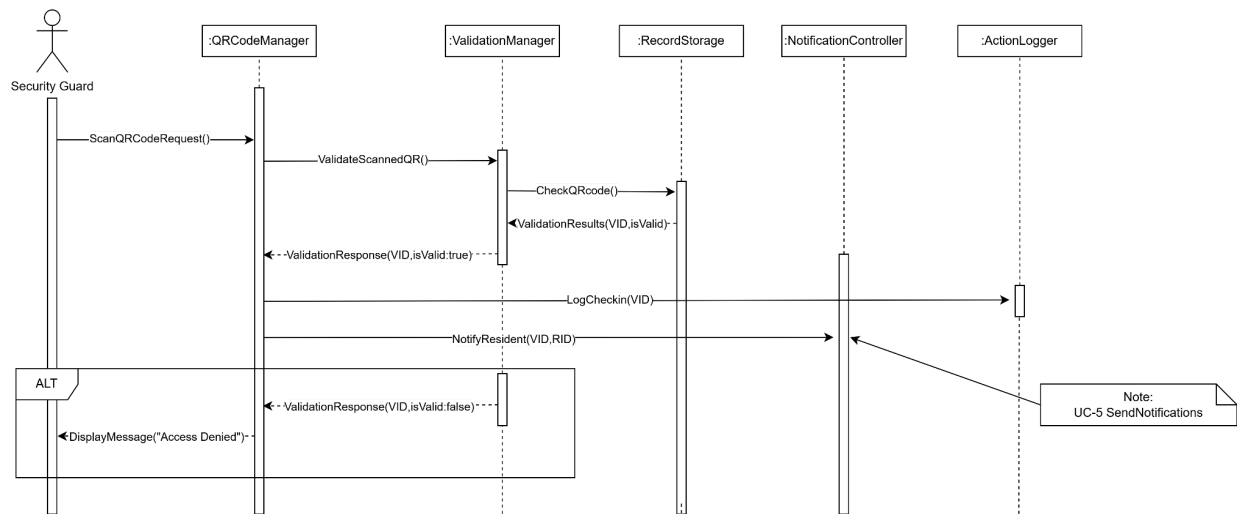 :QRCodeManager
:ValidationManager
:RecordStorage
:NotificationController
:ActionLogger
Security Guard
ScanQRCodeRequest()
ValidateScannedQR()
CheckQRcode()
ValidationResults(VID,isValid)
ValidationResponse(VID,isValid:true)
LogCheckin(VID)
NotifyResident(VID,RID)
ALT
ValidationResponse(VID,isValid:false)
Note:
UC-5 SendNotifications
DisplayMessage("Access Denied")